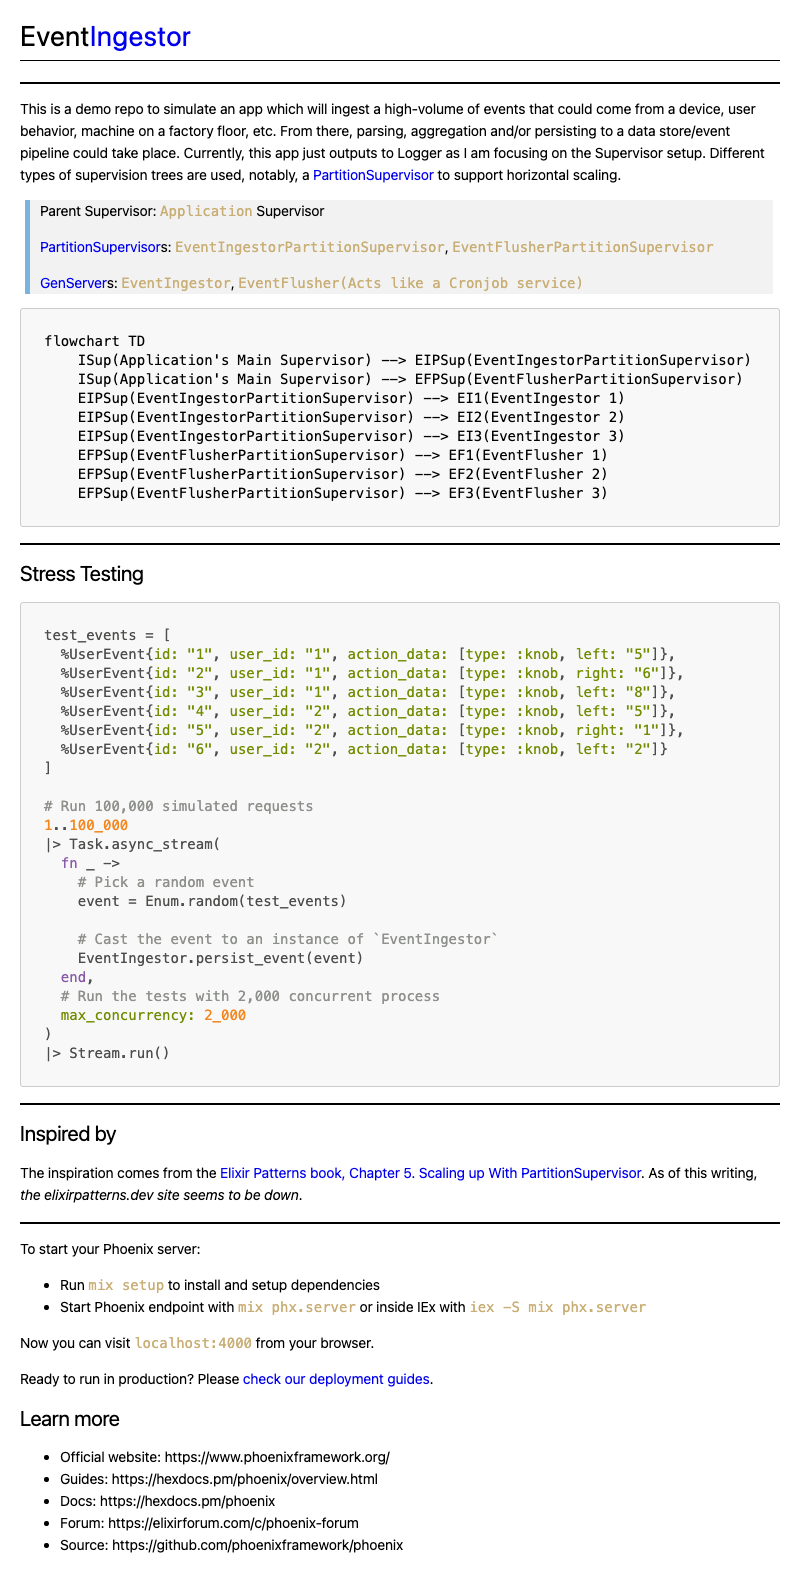 EventIngestor
This is a demo repo to simulate an app which will ingest a high-volume of events that could come from a device, user
behavior, machine on a factory floor, etc. From there, parsing, aggregation and/or persisting to a data store/event
pipeline could take place. Currently, this app just outputs to Logger as I am focusing on the Supervisor setup. Different
types of supervision trees are used, notably, a PartitionSupervisor to support horizontal scaling.
Parent Supervisor: Application Supervisor
PartitionSupervisors: EventIngestorPartitionSupervisor, EventFlusherPartitionSupervisor
GenServers: EventIngestor, EventFlusher(Acts like a Cronjob service)
flowchart TD
    ISup(Application's Main Supervisor) --> EIPSup(EventIngestorPartitionSupervisor)
    ISup(Application's Main Supervisor) --> EFPSup(EventFlusherPartitionSupervisor)
    EIPSup(EventIngestorPartitionSupervisor) --> EI1(EventIngestor 1)
    EIPSup(EventIngestorPartitionSupervisor) --> EI2(EventIngestor 2)
    EIPSup(EventIngestorPartitionSupervisor) --> EI3(EventIngestor 3)
    EFPSup(EventFlusherPartitionSupervisor) --> EF1(EventFlusher 1)
    EFPSup(EventFlusherPartitionSupervisor) --> EF2(EventFlusher 2)
    EFPSup(EventFlusherPartitionSupervisor) --> EF3(EventFlusher 3)
Stress Testing
test_events = [
  %UserEvent{id: "1", user_id: "1", action_data: [type: :knob, left: "5"]},
  %UserEvent{id: "2", user_id: "1", action_data: [type: :knob, right: "6"]},
  %UserEvent{id: "3", user_id: "1", action_data: [type: :knob, left: "8"]},
  %UserEvent{id: "4", user_id: "2", action_data: [type: :knob, left: "5"]},
  %UserEvent{id: "5", user_id: "2", action_data: [type: :knob, right: "1"]},
  %UserEvent{id: "6", user_id: "2", action_data: [type: :knob, left: "2"]}
]
# Run 100,000 simulated requests
1..100_000
|> Task.async_stream(
  fn _ ->
    # Pick a random event
    event = Enum.random(test_events)
    # Cast the event to an instance of `EventIngestor`
    EventIngestor.persist_event(event)
  end,
  # Run the tests with 2,000 concurrent process
  max_concurrency: 2_000
)
|> Stream.run()
Inspired by
The inspiration comes from the Elixir Patterns book, Chapter 5. Scaling up With PartitionSupervisor. As of this writing,
the elixirpatterns.dev site seems to be down.
To start your Phoenix server:
• Run mix setup to install and setup dependencies
• Start Phoenix endpoint with mix phx.server or inside IEx with iex -S mix phx.server
Now you can visit localhost:4000 from your browser.
Ready to run in production? Please check our deployment guides.
Learn more
• Official website: https://www.phoenixframework.org/
• Guides: https://hexdocs.pm/phoenix/overview.html
• Docs: https://hexdocs.pm/phoenix
• Forum: https://elixirforum.com/c/phoenix-forum
• Source: https://github.com/phoenixframework/phoenix